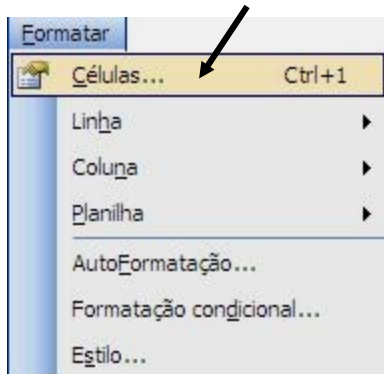 Formatar
Células... Ctrl+1
Linha
Coluna
Planilha
AutoFormatação...
Formatação condicional...
Estilo...